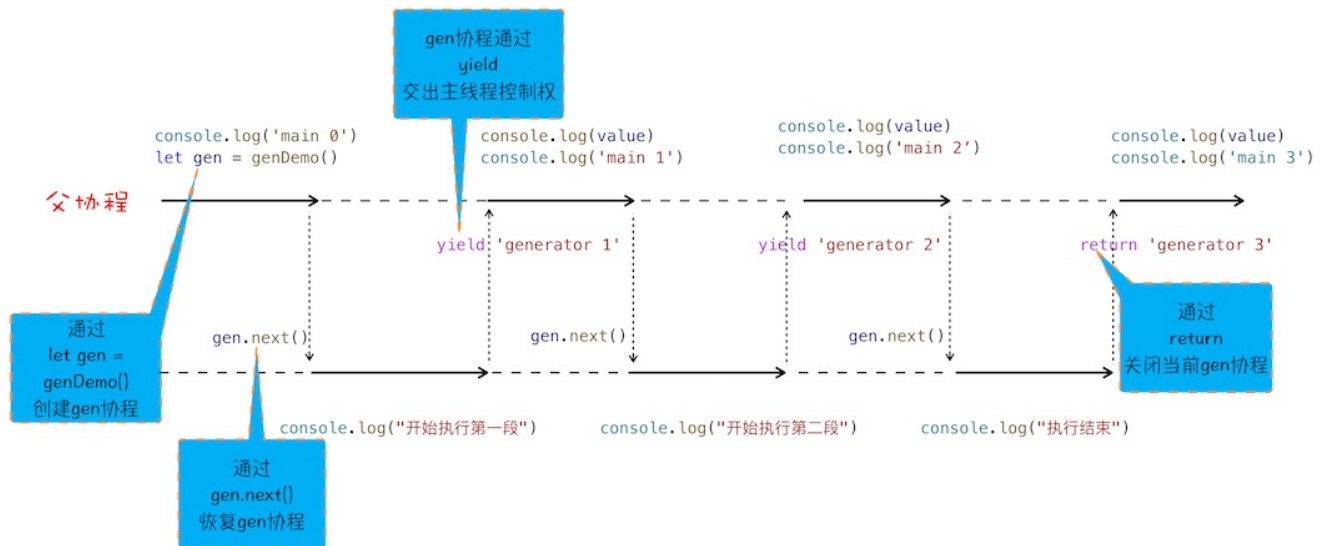 gen协程通过
yield
交出主线程控制权
console.log('main 0')
let gen = genDemo()
console.log(value)
console.log('main 1')
console.log(value)
console.log('main 2’)
console.log(value)
console.log('main 3')
父协程
yield 'generator 1'
yield 'generator 2'
return 'generator 3'
通过
let gen =
genDemo()
创建gen协程
gen.next()
gen.next()
gen.next()
通过
return
关闭当前gen协程
console.log("开始执行第一段")
console.log("开始执行第二段")
console.log("执行结束")
通过
gen.next()
恢复gen协程